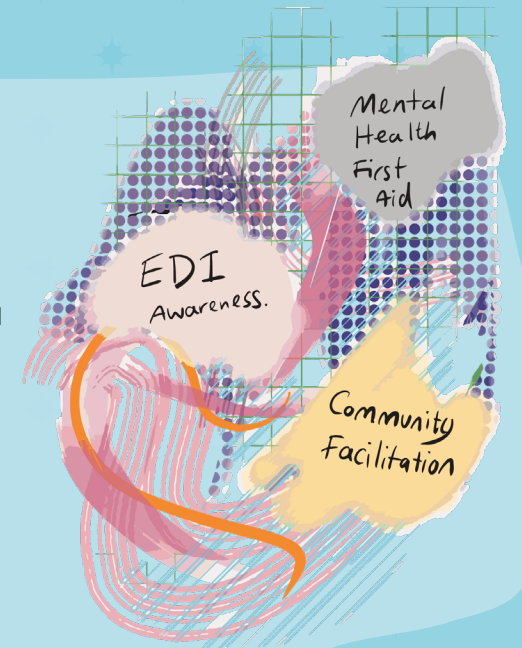 Mental
Health
First
Aid
EDI
Awareness.
Community
Facilitation